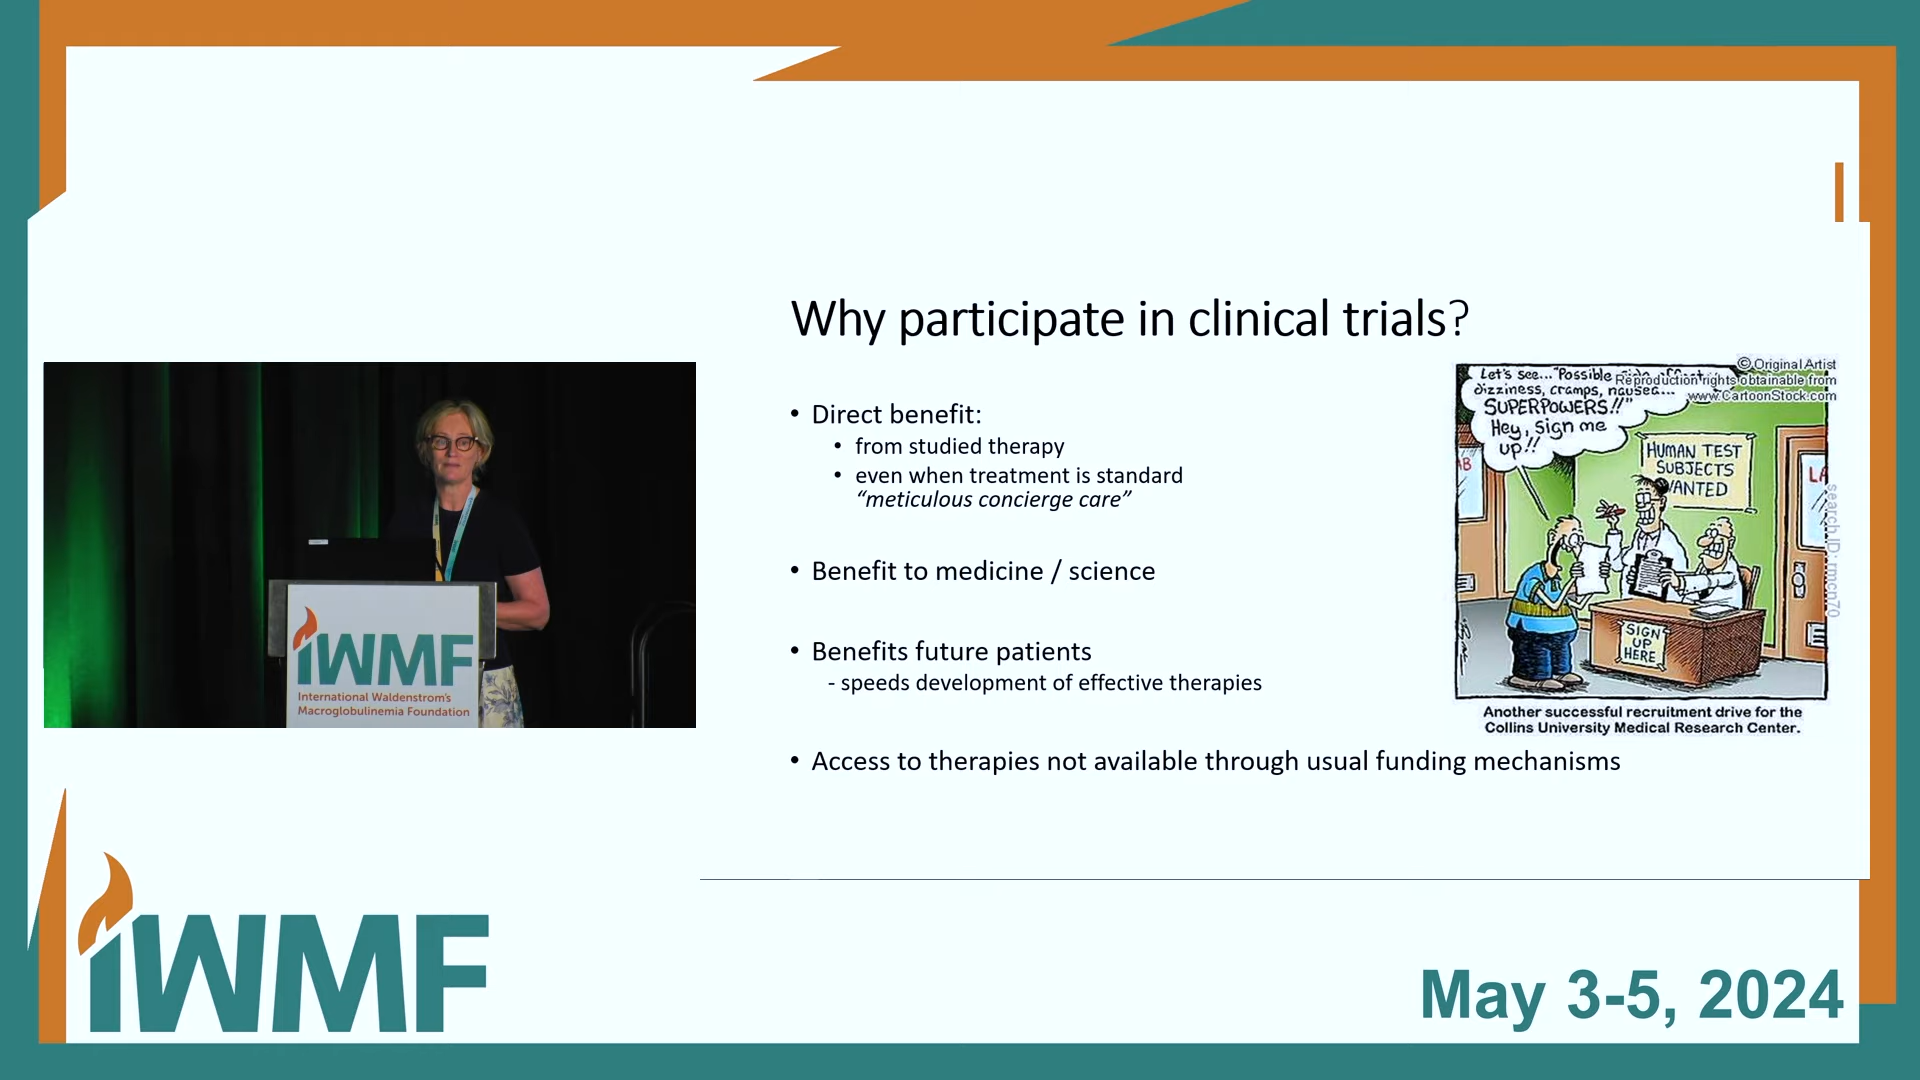 Why participate in clinical trials?
• Direct benefit:
• from studied therapy
• even when treatment is standard
“meticulous concierge care”
• Benefit to medicine / science
• Benefits future patients
- speeds development of effective therapies
• Access to therapies not available through usual funding mechanisms
© Original Artist
Reproduction rights obtainable from
www.CartoonStock.com
Let's see... "Possible
dizziness, cramps, nausea...
SUPERPOWERS!!"
Hey, sign me
up!!
HUMAN TEST
SUBJECTS
WANTED
SIGN
UP
HERE
search ID: rmcn70
Another successful recruitment drive for the
Collins University Medical Research Center.
iWMF
International Waldenstrom's
Macroglobulinemia Foundation
iWMF
May 3-5, 2024